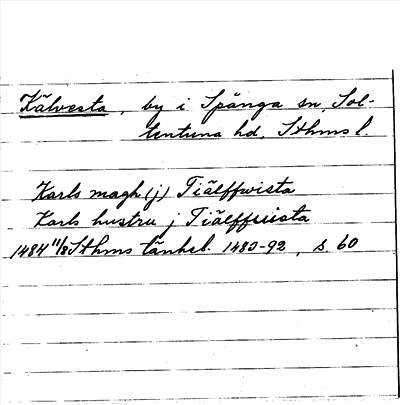 Kälvesta, by i Spånga sn, Sol-
lentuna hd, Sthms l.
Karls magh (j) Tiälffwista
Karls hustru j Tiälffwista
1484 11/8 Sthms tänkeb. 1483-92, s. 60